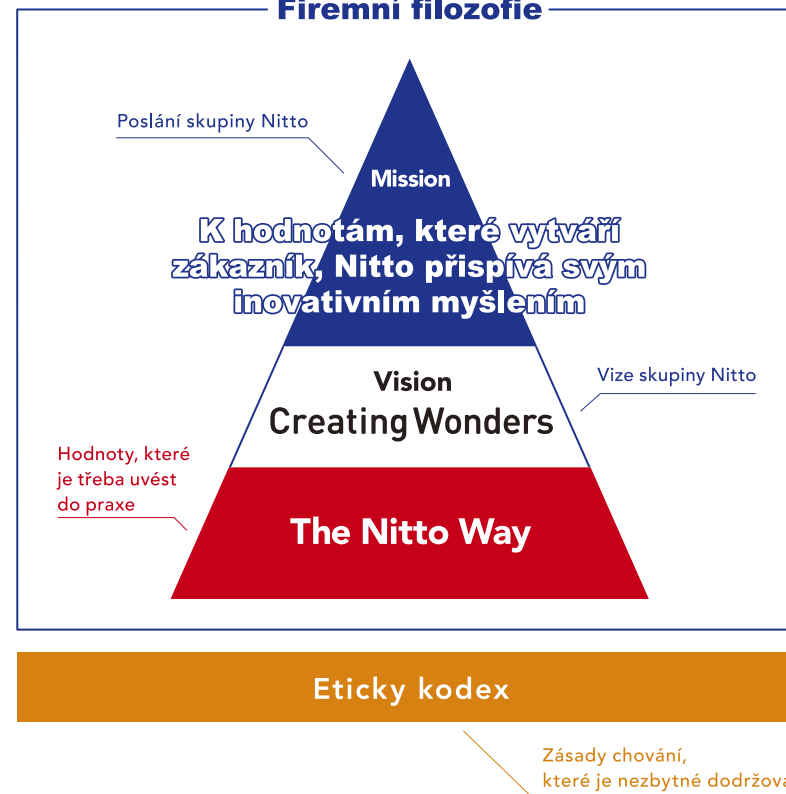 Firemní filozofie
Poslání skupiny Nitto
Mission
K hodnotám, které vytváří
zákazník, Nitto přispívá svým
inovativním myšlením
Vision
Creating Wonders
Vize skupiny Nitto
Hodnoty, které
je třeba uvést
do praxe
The Nitto Way
Eticky kodex
Zásady chování,
které je nezbytné